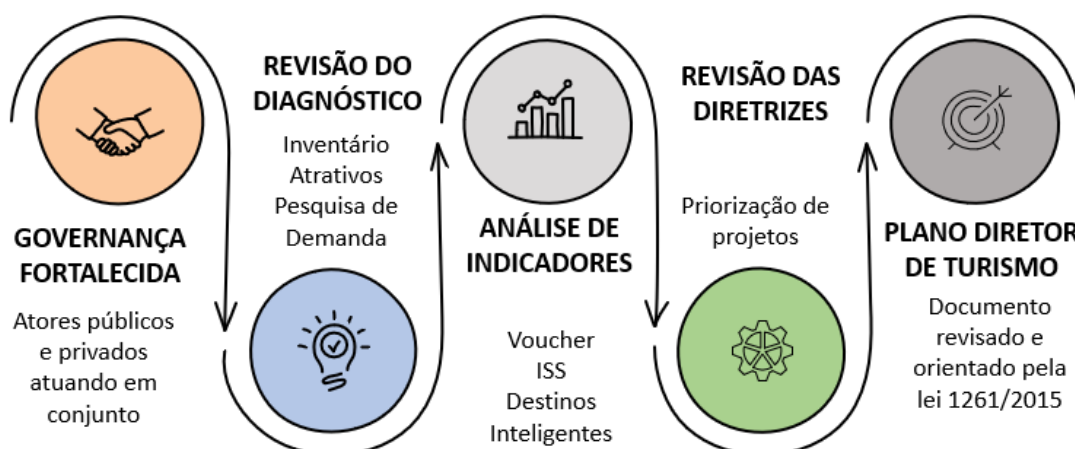 GOVERNANÇA
FORTALECIDA
Atores públicos
e privados
atuando em
conjunto
REVISÃO DO
DIAGNÓSTICO
Inventário
Atrativos
Pesquisa de
Demanda
ANÁLISE DE
INDICADORES
Voucher
ISS
Destinos
Inteligentes
REVISÃO DAS
DIRETRIZES
Priorização de
projetos
PLANO DIRETOR
DE TURISMO
Documento
revisado e
orientado pela
lei 1261/2015